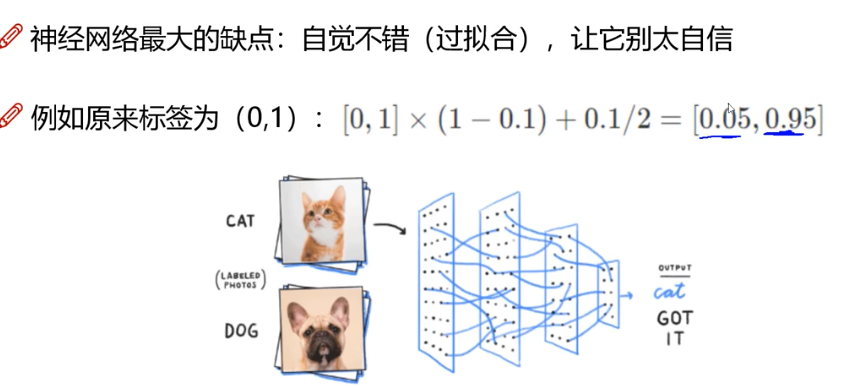 神经网络最大的缺点：自觉不错（过拟合），让它别太自信
例如原来标签为（0,1）：[0, 1] × (1 − 0.1) + 0.1/2 = [0.05, 0.95]
CAT
(LABELED
PHOTOS)
DOG
OUTPUT
cat
GOT
IT